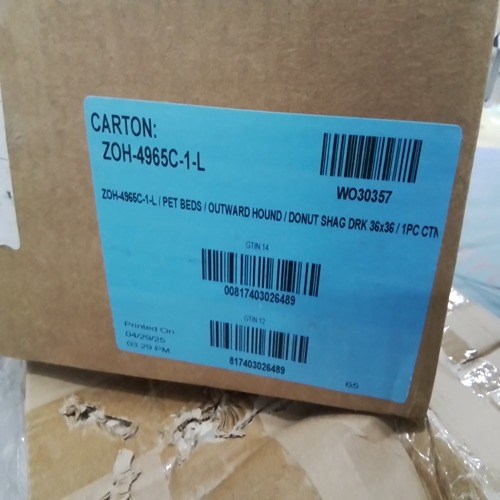 CARTON:
ZOH-4965C-1-L
WO30357
ZOH-4965C-1-L / PET BEDS / OUTWARD HOUND / DONUT SHAG DRK 36x36 / 1PC CTN
GTIN 14
00817403026489
GTIN 12
817403026489
Printed On
04/29/25
03:29 PM
65